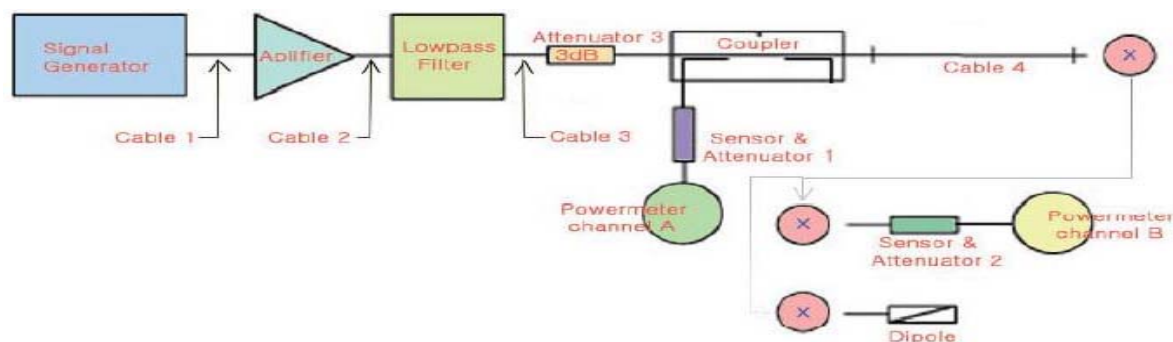 Signal
Generator
Aplifier
Lowpass
Filter
Attenuator 3
3dB
Coupler
Cable 1
Cable 2
Cable 3
Cable 4
Sensor &
Attenuator 1
Powermeter
channel A
Sensor &
Attenuator 2
Powermeter
channel B
Dipole